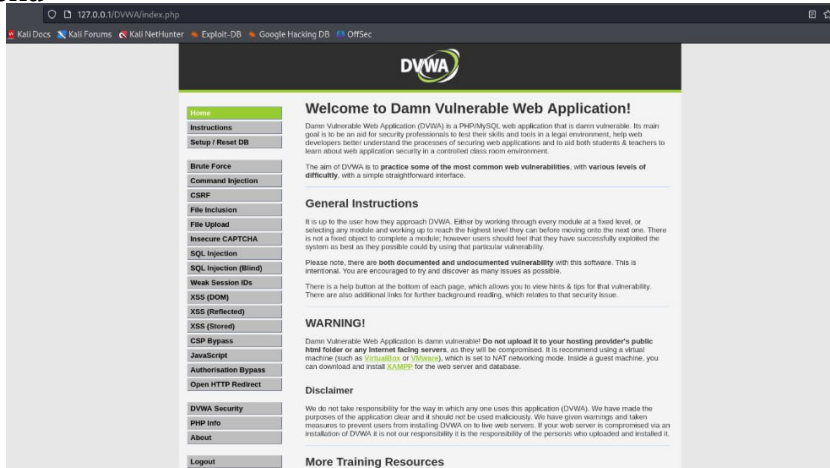 127.0.0.1/DVWA/index.php
Kali Docs Kali Forums Kali NetHunter Exploit-DB Google Hacking DB OffSec
DVWA
Home
Instructions
Setup / Reset DB
Brute Force
Command Injection
CSRF
File Inclusion
File Upload
Insecure CAPTCHA
SQL Injection
SQL Injection (Blind)
Weak Session IDs
XSS (DOM)
XSS (Reflected)
XSS (Stored)
CSP Bypass
JavaScript
Authorisation Bypass
Open HTTP Redirect
DVWA Security
PHP Info
About
Logout
Welcome to Damn Vulnerable Web Application!
Damn Vulnerable Web Application (DVWA) is a PHP/MySQL web application that is damn vulnerable. Its main
goal is to be an aid for security professionals to test their skills and tools in a legal environment, help web
developers better understand the processes of securing web applications and to aid both students & teachers to
learn about web application security in a controlled class room environment.
The aim of DVWA is to practice some of the most common web vulnerabilities, with various levels of
difficultly, with a simple straightforward interface.
General Instructions
It is up to the user how they approach DVWA. Either by working through every module at a fixed level, or
selecting any module and working up to reach the highest level they can before moving onto the next one. There
is not a fixed object to complete a module; however users should feel that they have successfully exploited the
system as best as they possible could by using that particular vulnerability.
Please note, there are both documented and undocumented vulnerability with this software. This is
intentional. You are encouraged to try and discover as many issues as possible.
There is a help button at the bottom of each page, which allows you to view hints & tips for that vulnerability.
There are also additional links for further background reading, which relates to that security issue.
WARNING!
Damn Vulnerable Web Application is damn vulnerable! Do not upload it to your hosting provider's public
html folder or any Internet facing servers, as they will be compromised. It is recommend using a virtual
machine (such as VirtualBox or VMware), which is set to NAT networking mode. Inside a guest machine, you
can download and install XAMPP for the web server and database.
Disclaimer
We do not take responsibility for the way in which any one uses this application (DVWA). We have made the
purposes of the application clear and it should not be used maliciously. We have given warnings and taken
measures to prevent users from installing DVWA on to live web servers. If your web server is compromised via an
installation of DVWA it is not our responsibility it is the responsibility of the person/s who uploaded and installed it.
More Training Resources